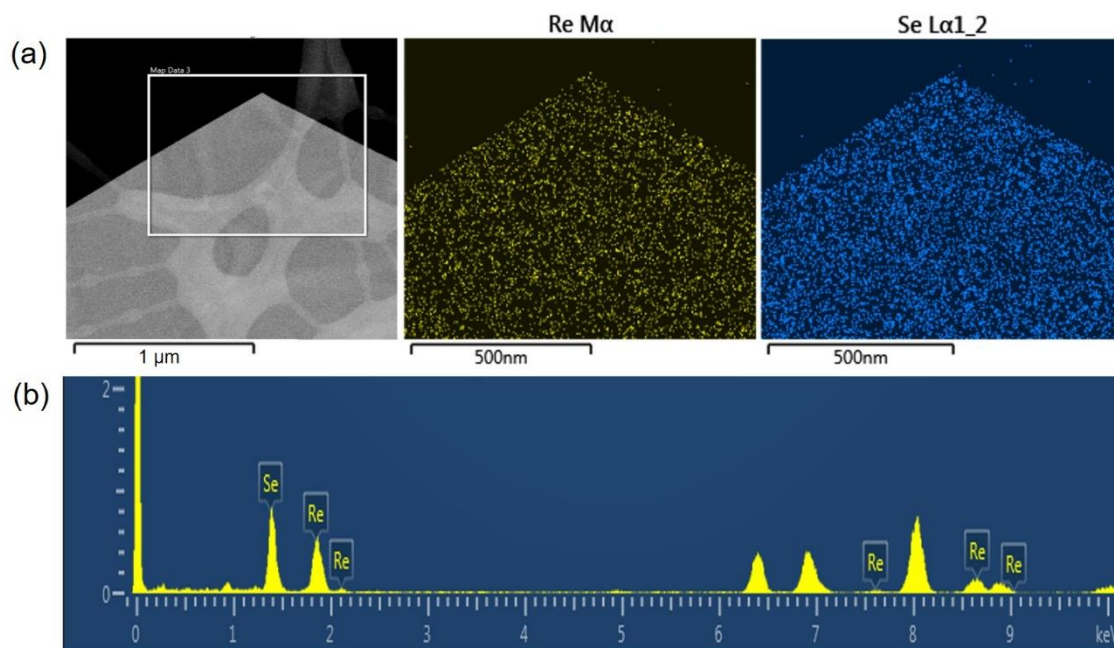 Re Mα
Se Lα1_2
(a)
Map Data 3
1 μm
500nm
500nm
(b)
2
Se
Re
Re
Re
Re
Re
0
0 1 2 3 4 5 6 7 8 9 keV